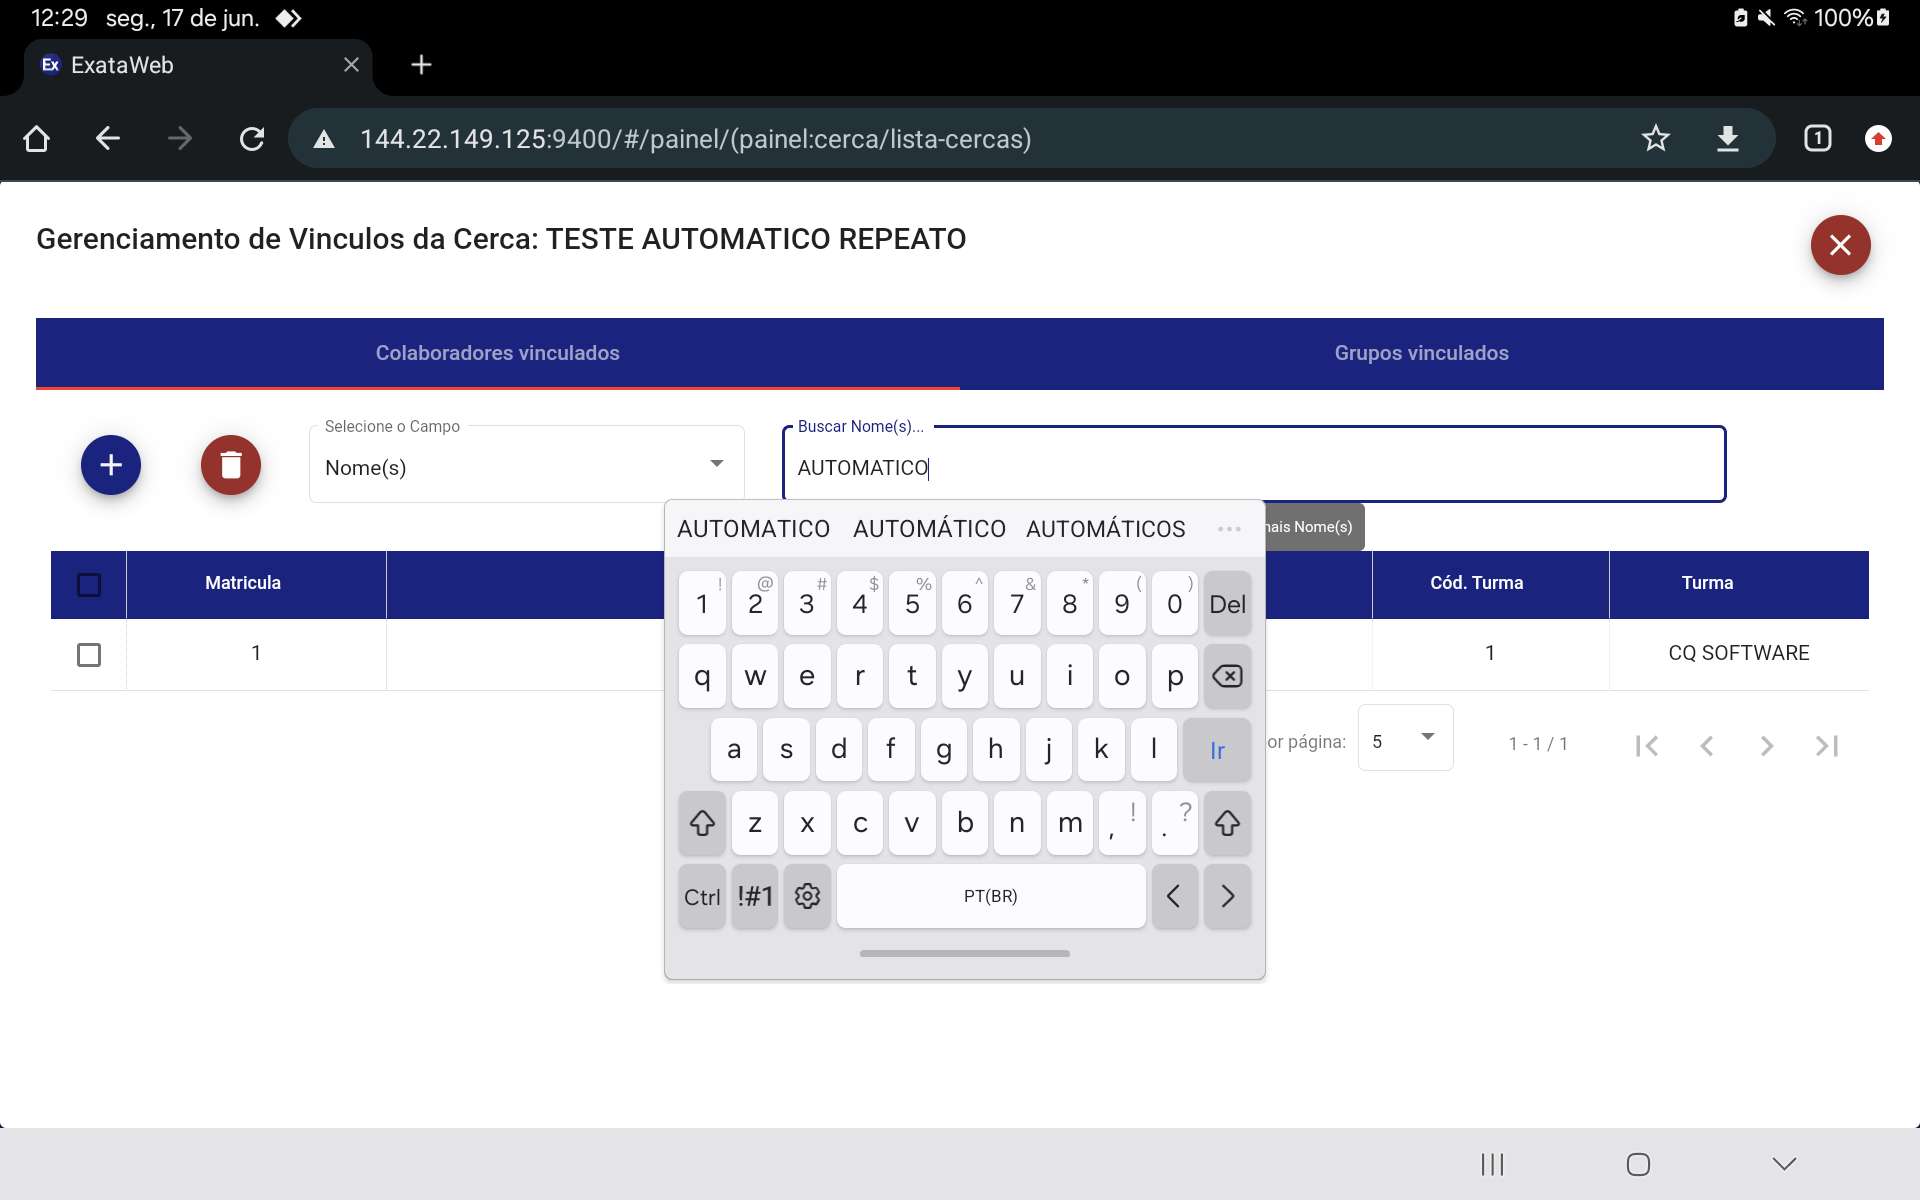 12:29 seg., 17 de jun. 100%
Ex ExataWeb
144.22.149.125:9400/#/painel/(painel:cerca/lista-cercas) 1
Gerenciamento de Vinculos da Cerca: TESTE AUTOMATICO REPEATO
Colaboradores vinculados Grupos vinculados
Selecione o Campo Buscar Nome(s)...
Nome(s) AUTOMATICO
AUTOMATICO AUTOMÁTICO AUTOMÁTICOS ... mais Nome(s)
Matricula Cód. Turma Turma
1 1 CQ SOFTWARE
or página: 5 1 - 1 / 1
! @ # $ % ^ & * ( )
1 2 3 4 5 6 7 8 9 0 Del
q w e r t y u i o p
a s d f g h j k l Ir
z x c v b n m , ! . ?
Ctrl !#1 PT(BR) < >